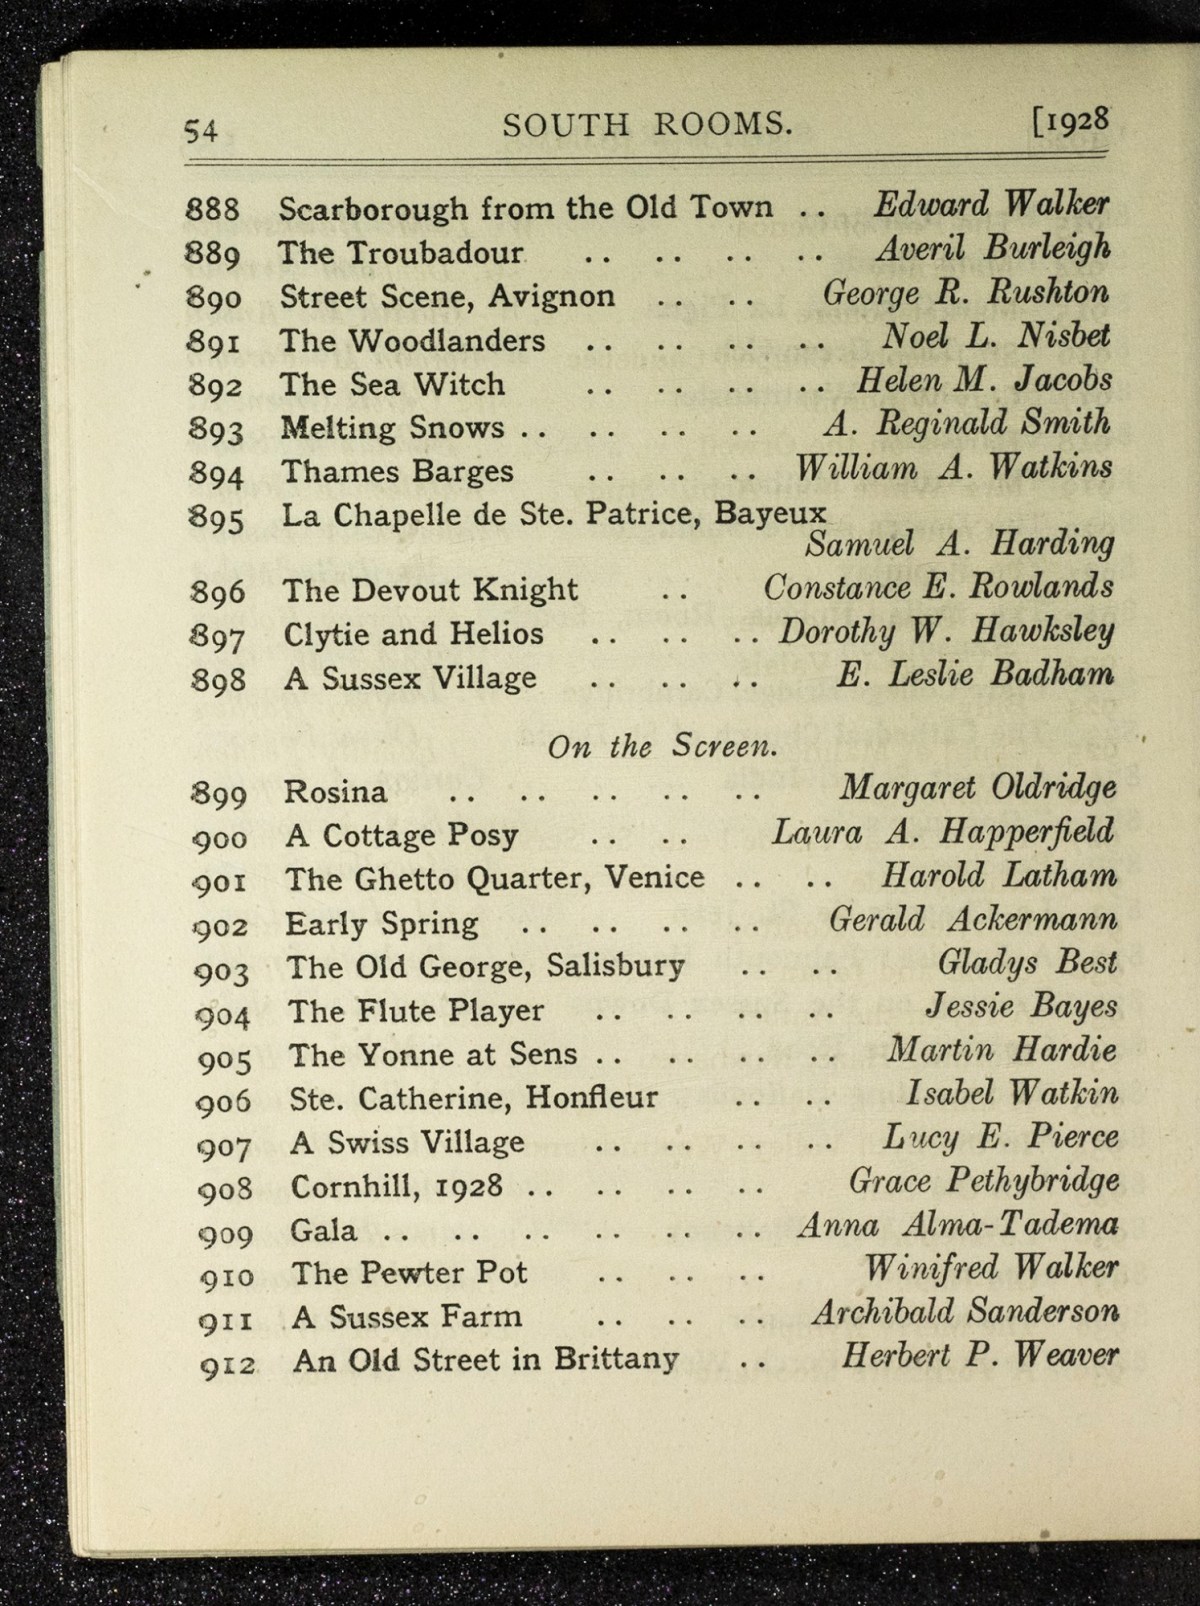 54 SOUTH ROOMS. [1928
888 Scarborough from the Old Town .. Edward Walker
889 The Troubadour .. .. .. .. Averil Burleigh
890 Street Scene, Avignon .. .. George R. Rushton
891 The Woodlanders .. .. .. .. Noel L. Nisbet
892 The Sea Witch .. .. .. .. Helen M. Jacobs
893 Melting Snows .. .. .. .. A. Reginald Smith
894 Thames Barges .. .. .. William A. Watkins
895 La Chapelle de Ste. Patrice, Bayeux
Samuel A. Harding
896 The Devout Knight .. Constance E. Rowlands
897 Clytie and Helios .. .. .. Dorothy W. Hawksley
898 A Sussex Village .. .. .. E. Leslie Badham
On the Screen.
899 Rosina .. .. .. .. .. Margaret Oldridge
900 A Cottage Posy .. .. Laura A. Happerfield
901 The Ghetto Quarter, Venice .. .. Harold Latham
902 Early Spring .. .. .. .. Gerald Ackermann
903 The Old George, Salisbury .. .. Gladys Best
904 The Flute Player .. .. .. .. Jessie Bayes
905 The Yonne at Sens .. .. .. .. Martin Hardie
906 Ste. Catherine, Honfleur .. .. Isabel Watkin
907 A Swiss Village .. .. .. .. Lucy E. Pierce
908 Cornhill, 1928 .. .. .. .. Grace Pethybridge
909 Gala .. .. .. .. .. .. Anna Alma-Tadema
910 The Pewter Pot .. .. .. Winifred Walker
911 A Sussex Farm .. .. .. Archibald Sanderson
912 An Old Street in Brittany .. Herbert P. Weaver